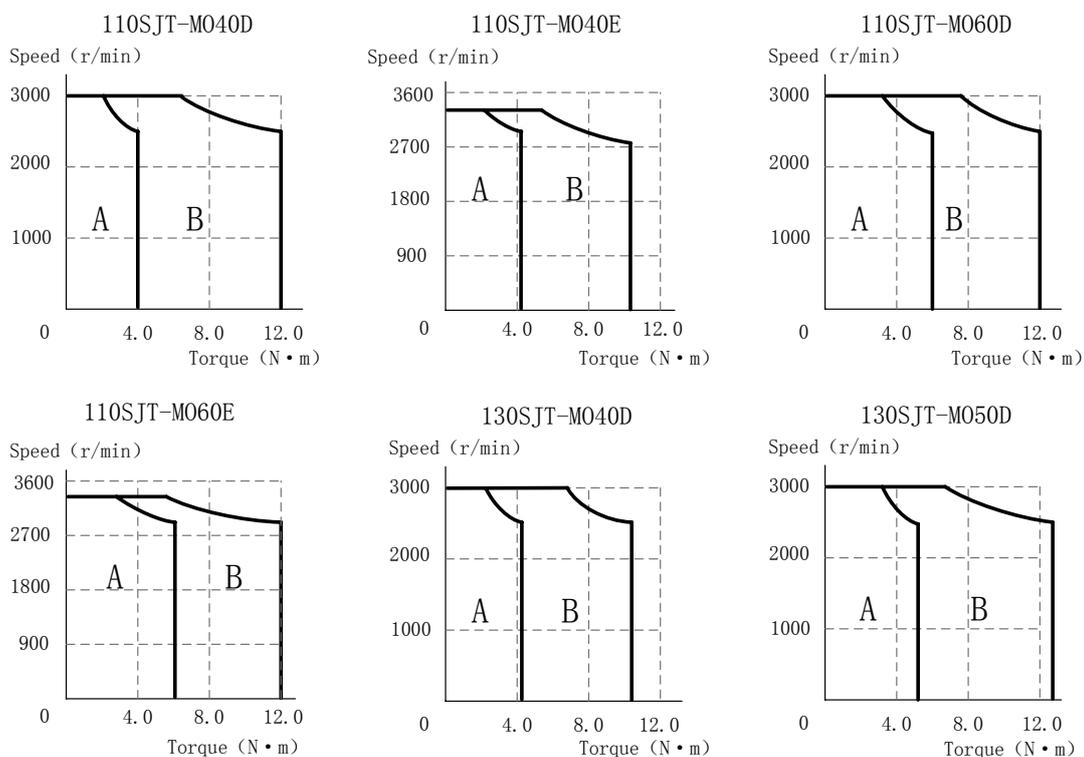 110SJT-M040D
Speed（r/min）
3000
2000
1000
0
A
B
4.0 8.0 12.0
Torque（N·m）
110SJT-M040E
Speed（r/min）
3600
2700
1800
900
0
A
B
4.0 8.0 12.0
Torque（N·m）
110SJT-M060D
Speed（r/min）
3000
2000
1000
0
A
B
4.0 8.0 12.0
Torque（N·m）
110SJT-M060E
Speed（r/min）
3600
2700
1800
900
0
A
B
4.0 8.0 12.0
Torque（N·m）
130SJT-M040D
Speed（r/min）
3000
2000
1000
0
A
B
4.0 8.0 12.0
Torque（N·m）
130SJT-M050D
Speed（r/min）
3000
2000
1000
0
A
B
4.0 8.0 12.0
Torque（N·m）